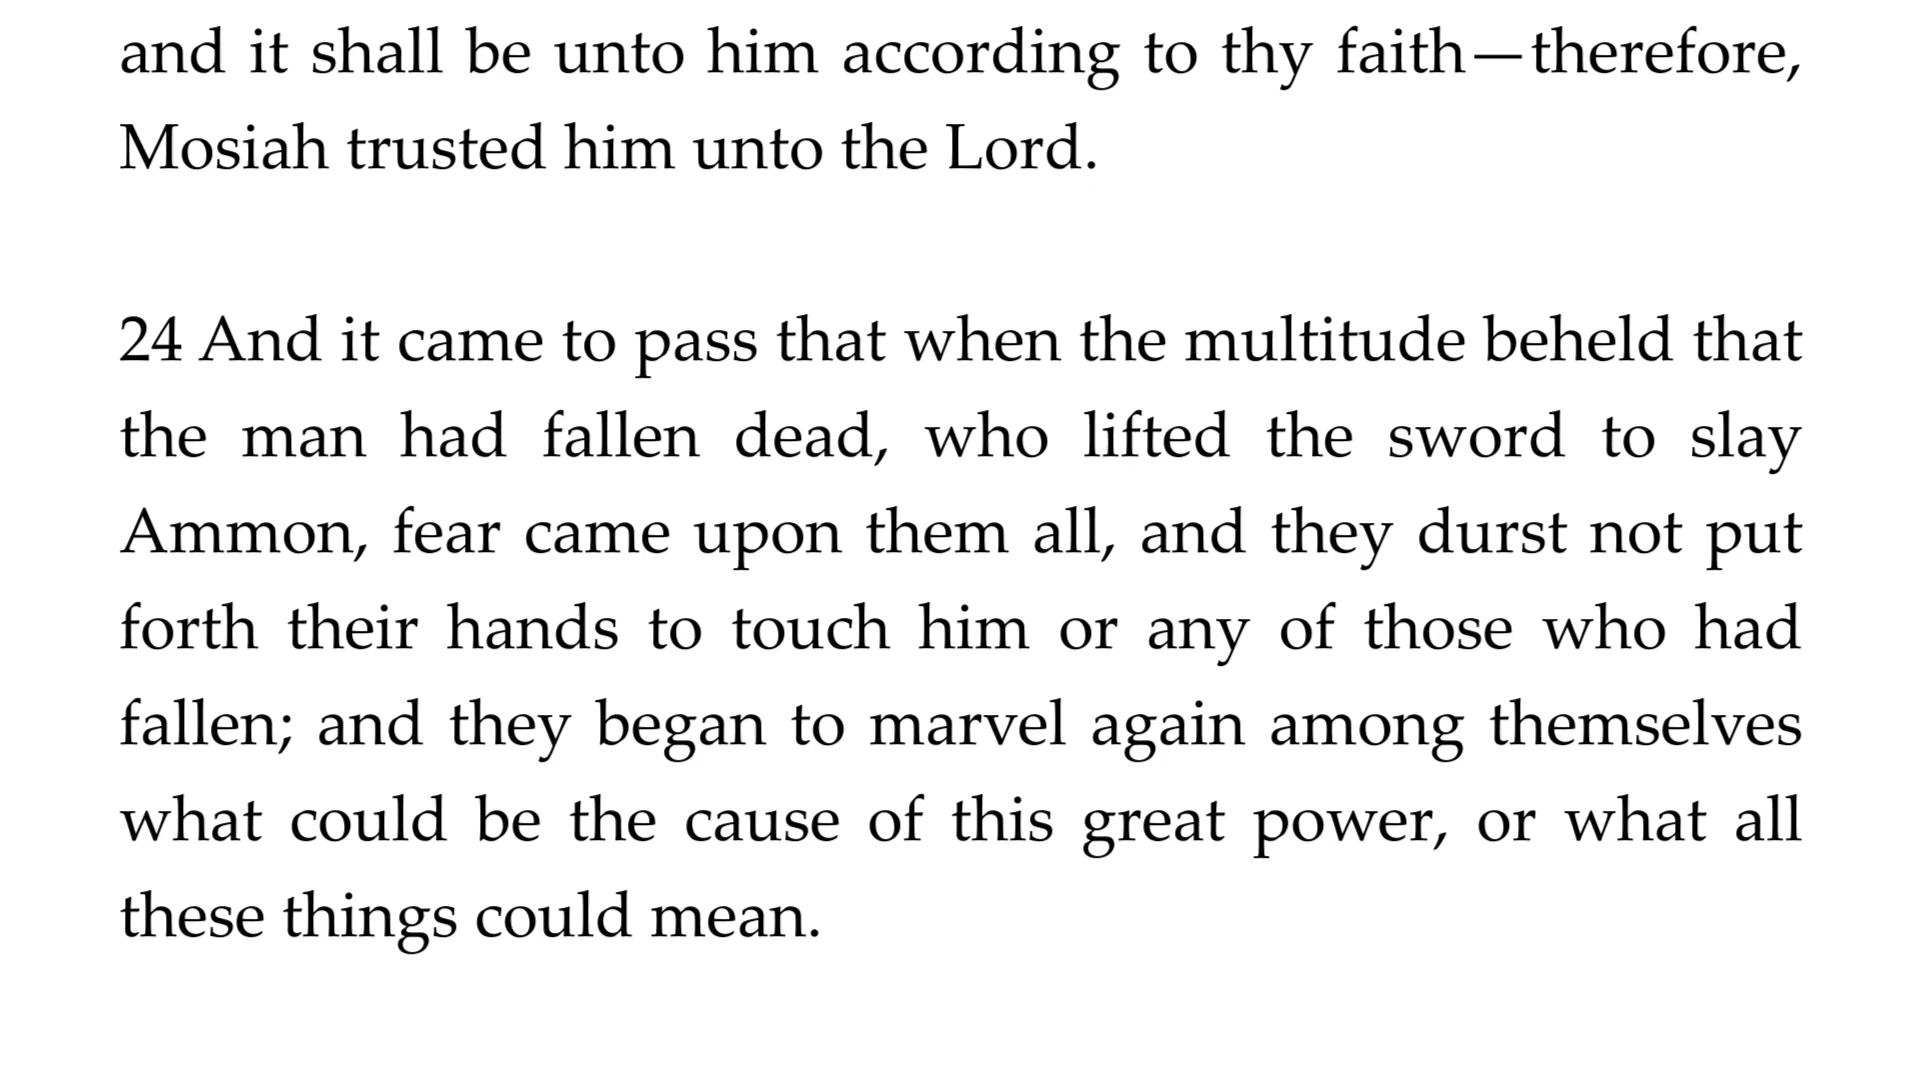 and it shall be unto him according to thy faith—therefore,
Mosiah trusted him unto the Lord.
24 And it came to pass that when the multitude beheld that
the man had fallen dead, who lifted the sword to slay
Ammon, fear came upon them all, and they durst not put
forth their hands to touch him or any of those who had
fallen; and they began to marvel again among themselves
what could be the cause of this great power, or what all
these things could mean.